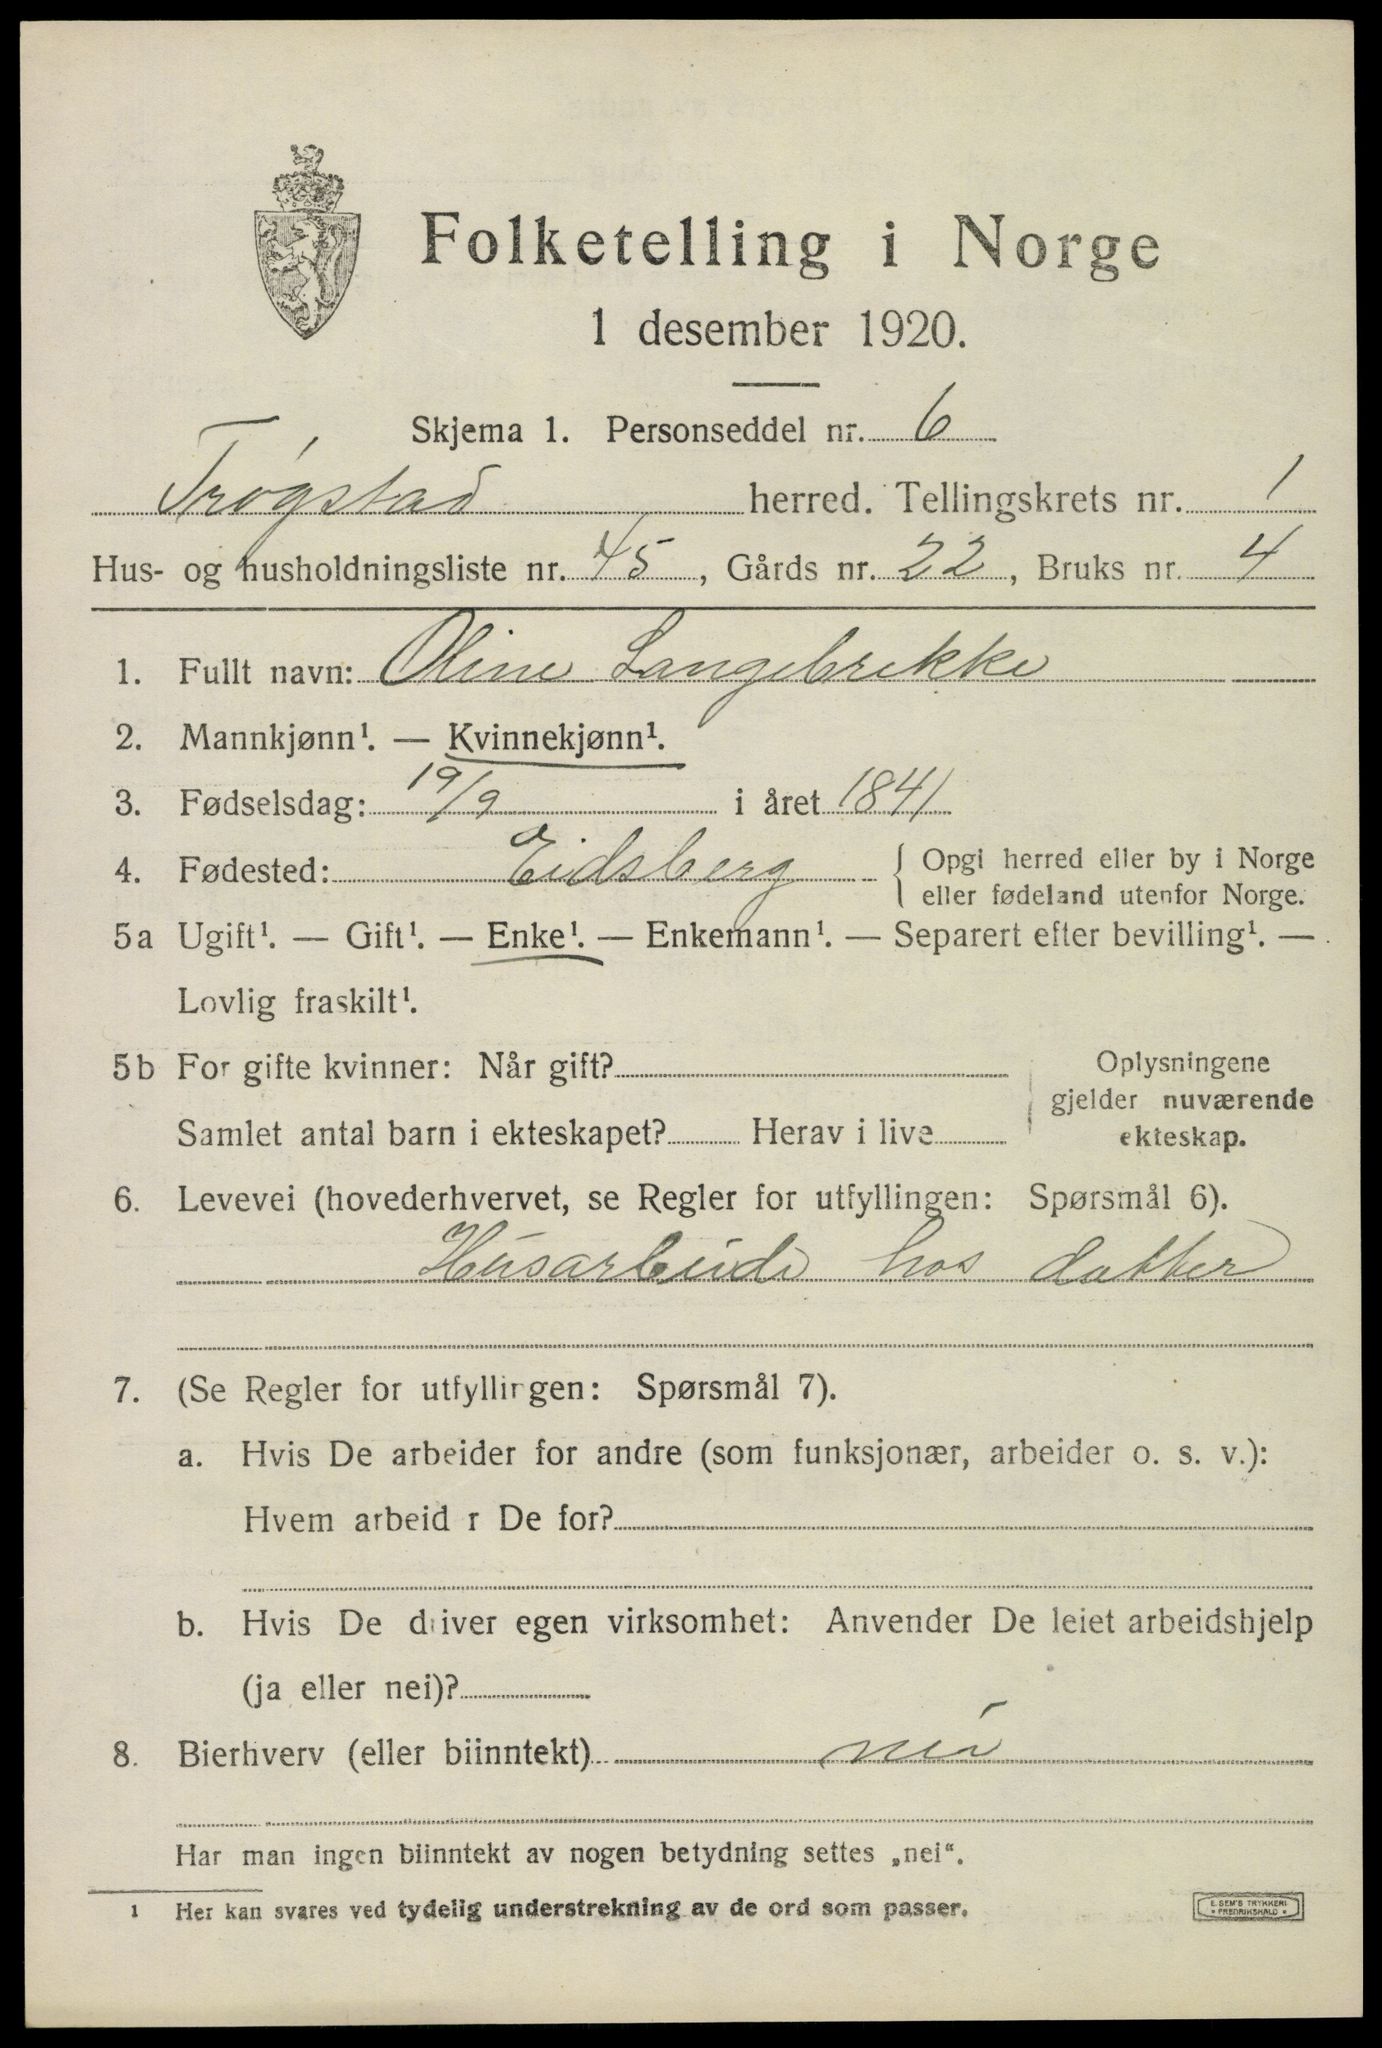 Folketelling i Norge
1 desember 1920.
Skjema 1. Personseddel nr. 6
Trøgstad herred. Tellingskrets nr. 1
Hus- og husholdningsliste nr. 45, Gårds nr. 22, Bruks nr. 4
1. Fullt navn: Oline Langebrekke
2. Mannkjønn¹. — Kvinnekjønn¹.
3. Fødselsdag: 19/9 i året 1841
4. Fødested: Eidsberg { Opgi herred eller by i Norge
eller fødeland utenfor Norge.
5a Ugift¹. — Gift¹. — Enke¹. — Enkemann¹. — Separert efter bevilling¹. —
Lovlig fraskilt¹.
5b For gifte kvinner: Når gift?
Samlet antal barn i ekteskapet? Herav i live
Oplysningene
gjelder nuværende
ekteskap.
6. Levevei (hovederhvervet, se Regler for utfyllingen: Spørsmål 6).
Husarbeide hos datter
7. (Se Regler for utfyllingen: Spørsmål 7).
a. Hvis De arbeider for andre (som funksjonær, arbeider o. s. v.):
Hvem arbeid r De for?
b. Hvis De driver egen virksomhet: Anvender De leiet arbeidshjelp
(ja eller nei)?
8. Bierhverv (eller biinntekt) nei
Har man ingen biinntekt av nogen betydning settes „nei“.
1 Her kan svares ved tydelig understrekning av de ord som passer.
E. SEM'S TRYKKERI
• FREDRIKSHALD •